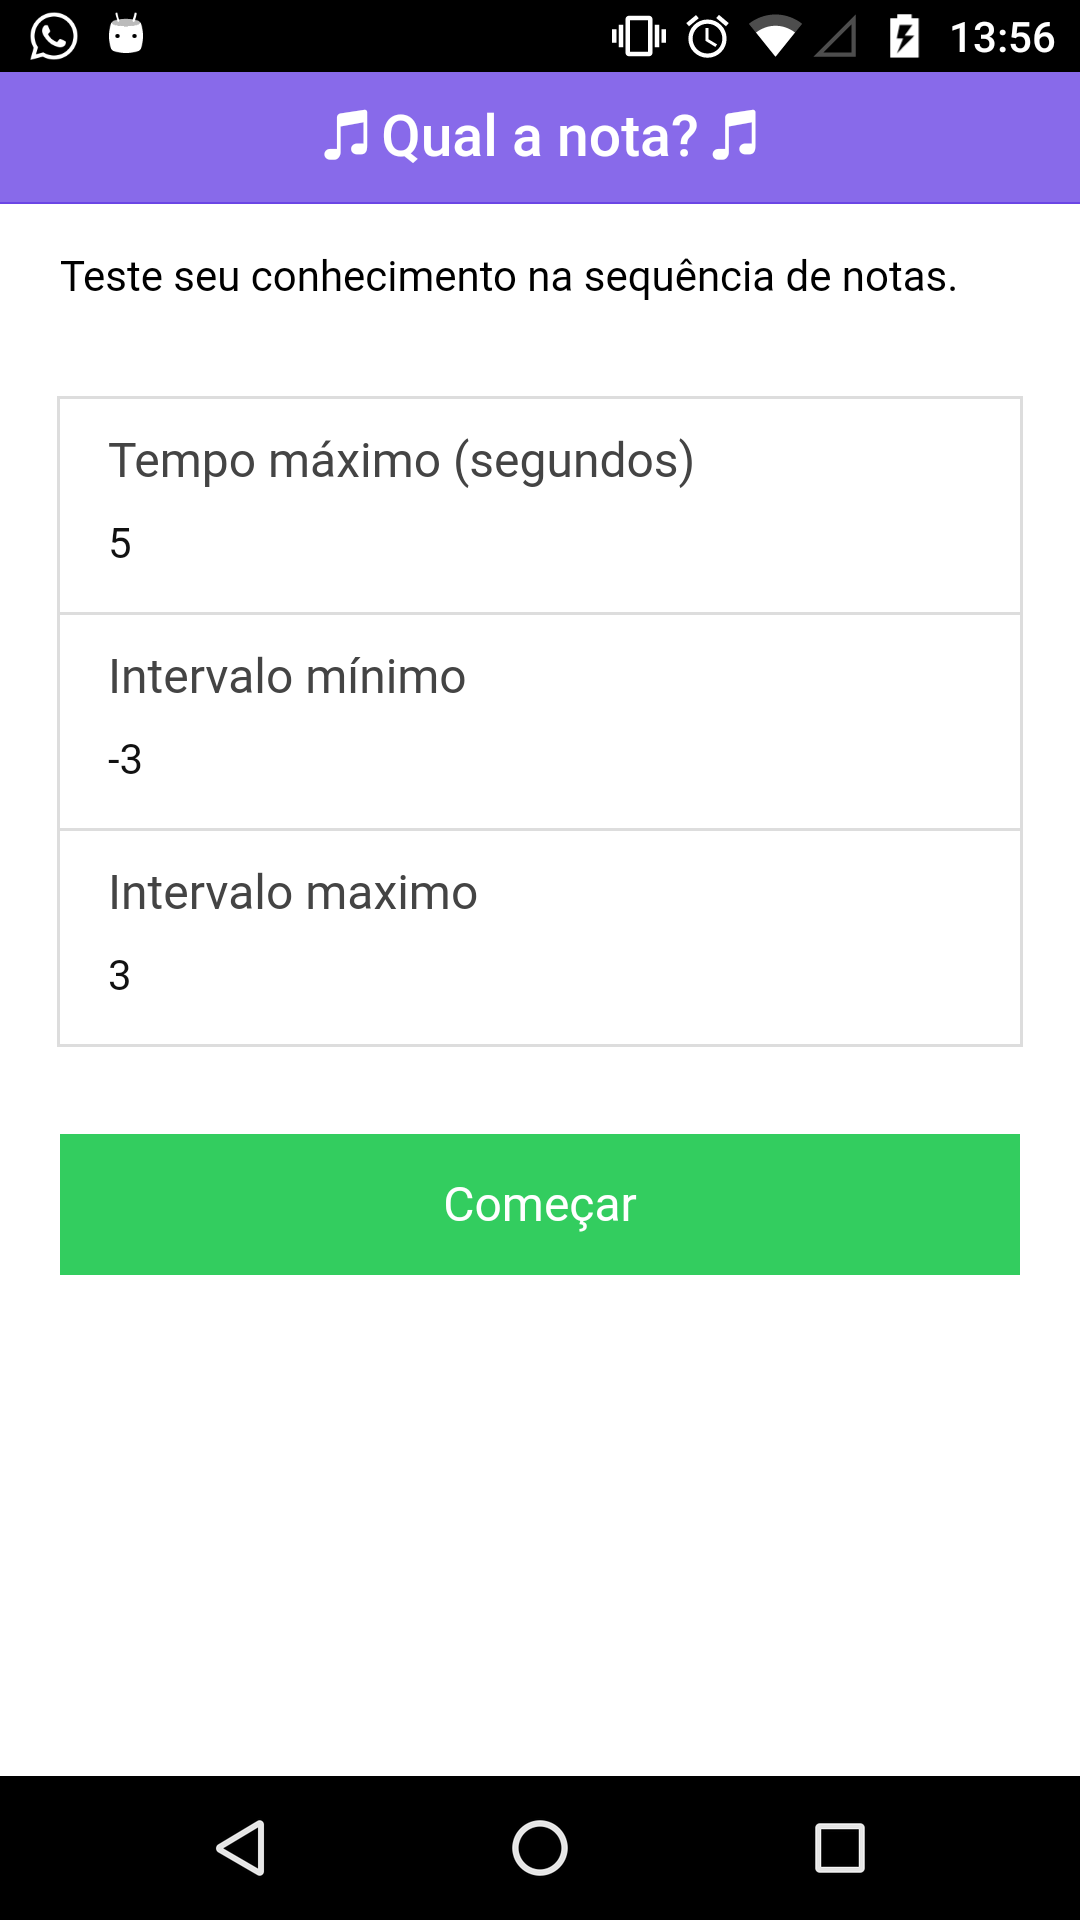 13:56
Qual a nota?
Teste seu conhecimento na sequência de notas.
Tempo máximo (segundos)
5
Intervalo mínimo
-3
Intervalo maximo
3
Começar